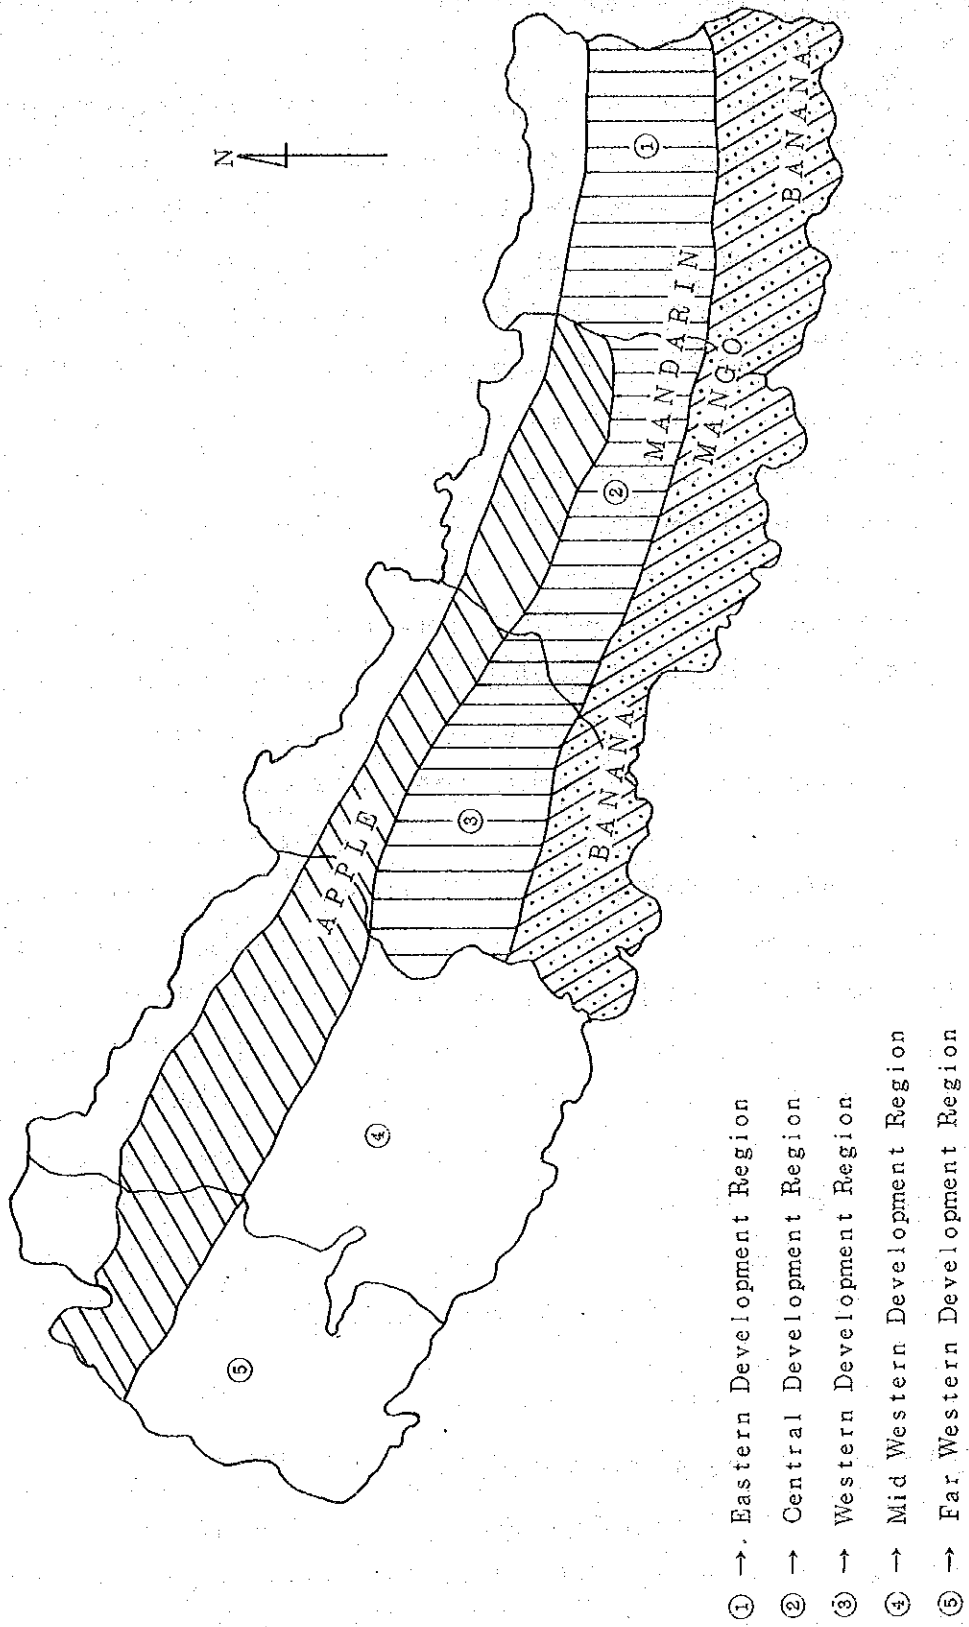 N
①
MANDARIN
BANANA
MANGO
②
APPLE
③
BANANA
④
⑤
① → Eastern Development Region
② → Central Development Region
③ → Western Development Region
④ → Mid Western Development Region
⑤ → Far Western Development Region